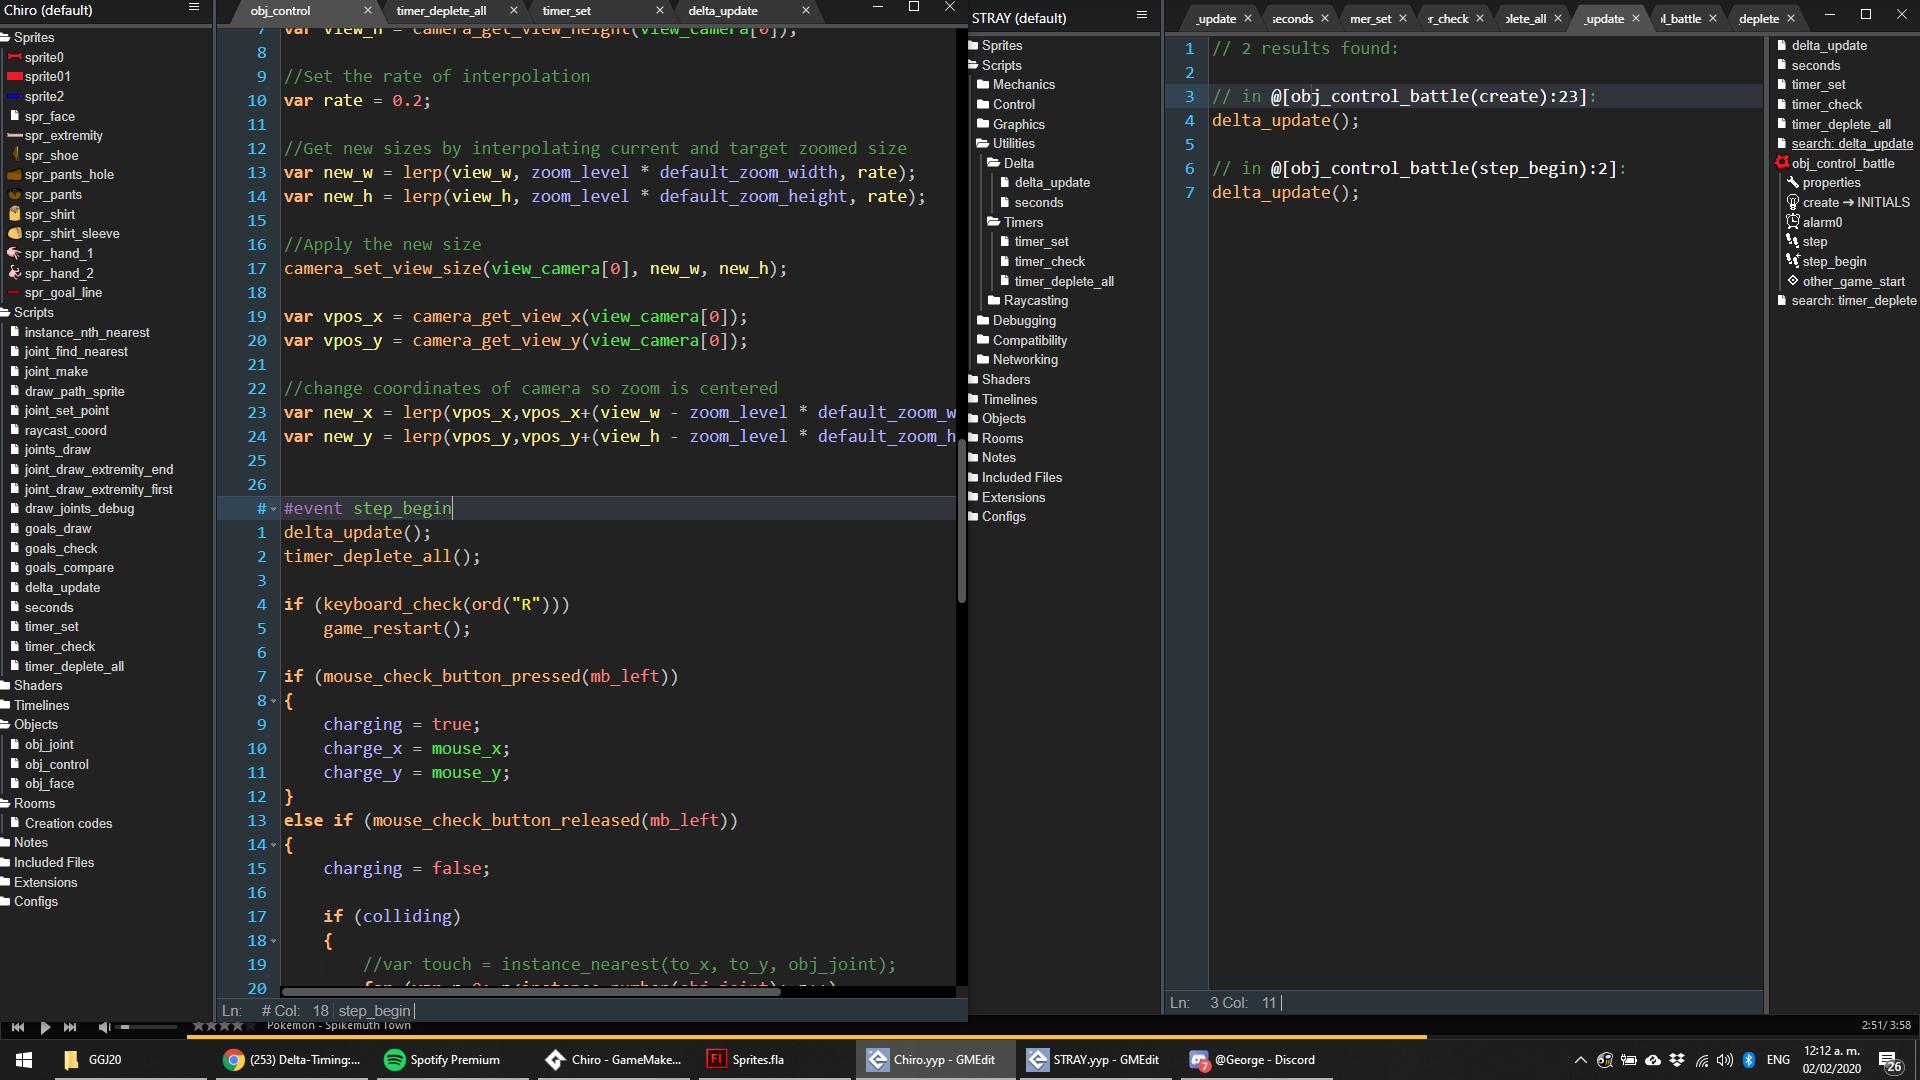 Chiro (default)
Sprites
sprite0
sprite01
sprite2
spr_face
spr_extremity
spr_shoe
spr_pants_hole
spr_pants
spr_shirt
spr_shirt_sleeve
spr_hand_1
spr_hand_2
spr_goal_line
Scripts
instance_nth_nearest
joint_find_nearest
joint_make
draw_path_sprite
joint_set_point
raycast_coord
joints_draw
joint_draw_extremity_end
joint_draw_extremity_first
draw_joints_debug
goals_draw
goals_check
goals_compare
delta_update
seconds
timer_set
timer_check
timer_deplete_all
Shaders
Timelines
Objects
obj_joint
obj_control
obj_face
Rooms
Creation codes
Notes
Included Files
Extensions
Configs
obj_control × timer_deplete_all × timer_set × delta_update ×
7 var view_h = camera_get_view_height(view_camera[0]);
8
9 //Set the rate of interpolation
10 var rate = 0.2;
11
12 //Get new sizes by interpolating current and target zoomed size
13 var new_w = lerp(view_w, zoom_level * default_zoom_width, rate);
14 var new_h = lerp(view_h, zoom_level * default_zoom_height, rate);
15
16 //Apply the new size
17 camera_set_view_size(view_camera[0], new_w, new_h);
18
19 var vpos_x = camera_get_view_x(view_camera[0]);
20 var vpos_y = camera_get_view_y(view_camera[0]);
21
22 //change coordinates of camera so zoom is centered
23 var new_x = lerp(vpos_x,vpos_x+(view_w - zoom_level * default_zoom_w
24 var new_y = lerp(vpos_y,vpos_y+(view_h - zoom_level * default_zoom_h
25
26
# #event step_begin
1 delta_update();
2 timer_deplete_all();
3
4 if (keyboard_check(ord("R")))
5 game_restart();
6
7 if (mouse_check_button_pressed(mb_left))
8 {
9 charging = true;
10 charge_x = mouse_x;
11 charge_y = mouse_y;
12 }
13 else if (mouse_check_button_released(mb_left))
14 {
15 charging = false;
16
17 if (colliding)
18 {
19 //var touch = instance_nearest(to_x, to_y, obj_joint);
20
Ln: # Col: 18 step_begin
STRAY (default)
Sprites
Scripts
Mechanics
Control
Graphics
Utilities
Delta
delta_update
seconds
Timers
timer_set
timer_check
timer_deplete_all
Raycasting
Debugging
Compatibility
Networking
Shaders
Timelines
Objects
Rooms
Notes
Included Files
Extensions
Configs
_update × seconds × mer_set × r_check × plete_all × _update × l_battle × deplete ×
1 // 2 results found:
2
3 // in @[obj_control_battle(create):23]:
4 delta_update();
5
6 // in @[obj_control_battle(step_begin):2]:
7 delta_update();
Ln: 3 Col: 11
delta_update
seconds
timer_set
timer_check
timer_deplete_all
search: delta_update
obj_control_battle
properties
create → INITIALS
alarm0
step
step_begin
other_game_start
search: timer_deplete
Pokémon - Spikemuth Town
2:51/ 3:58
GGJ20
(253) Delta-Timing:...
Spotify Premium
Chiro - GameMake...
Sprites.fla
Chiro.yyp - GMEdit
STRAY.yyp - GMEdit
@George - Discord
7
ENG
12:12 a. m.
02/02/2020
26